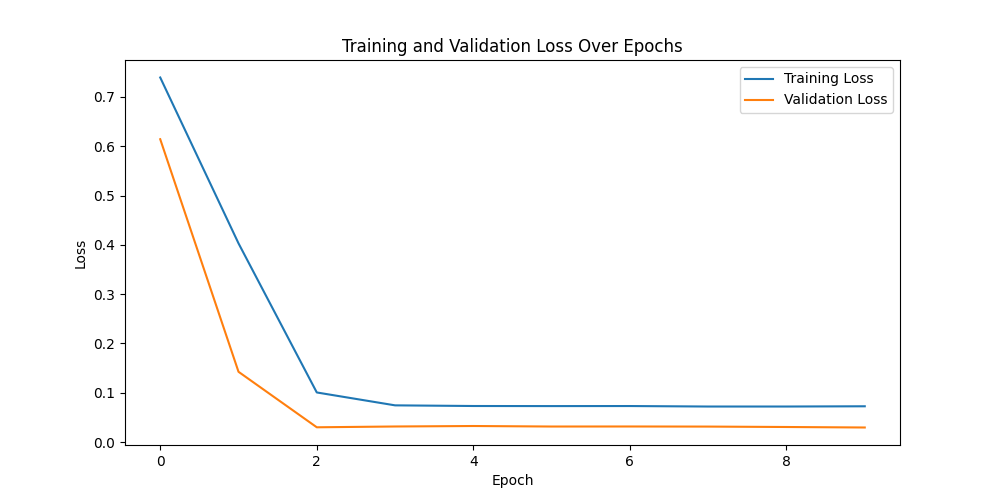 Training and Validation Loss Over Epochs
Training Loss
Validation Loss
0.7
0.6
0.5
0.4
0.3
0.2
0.1
0.0
Loss
0 2 4 6 8
Epoch